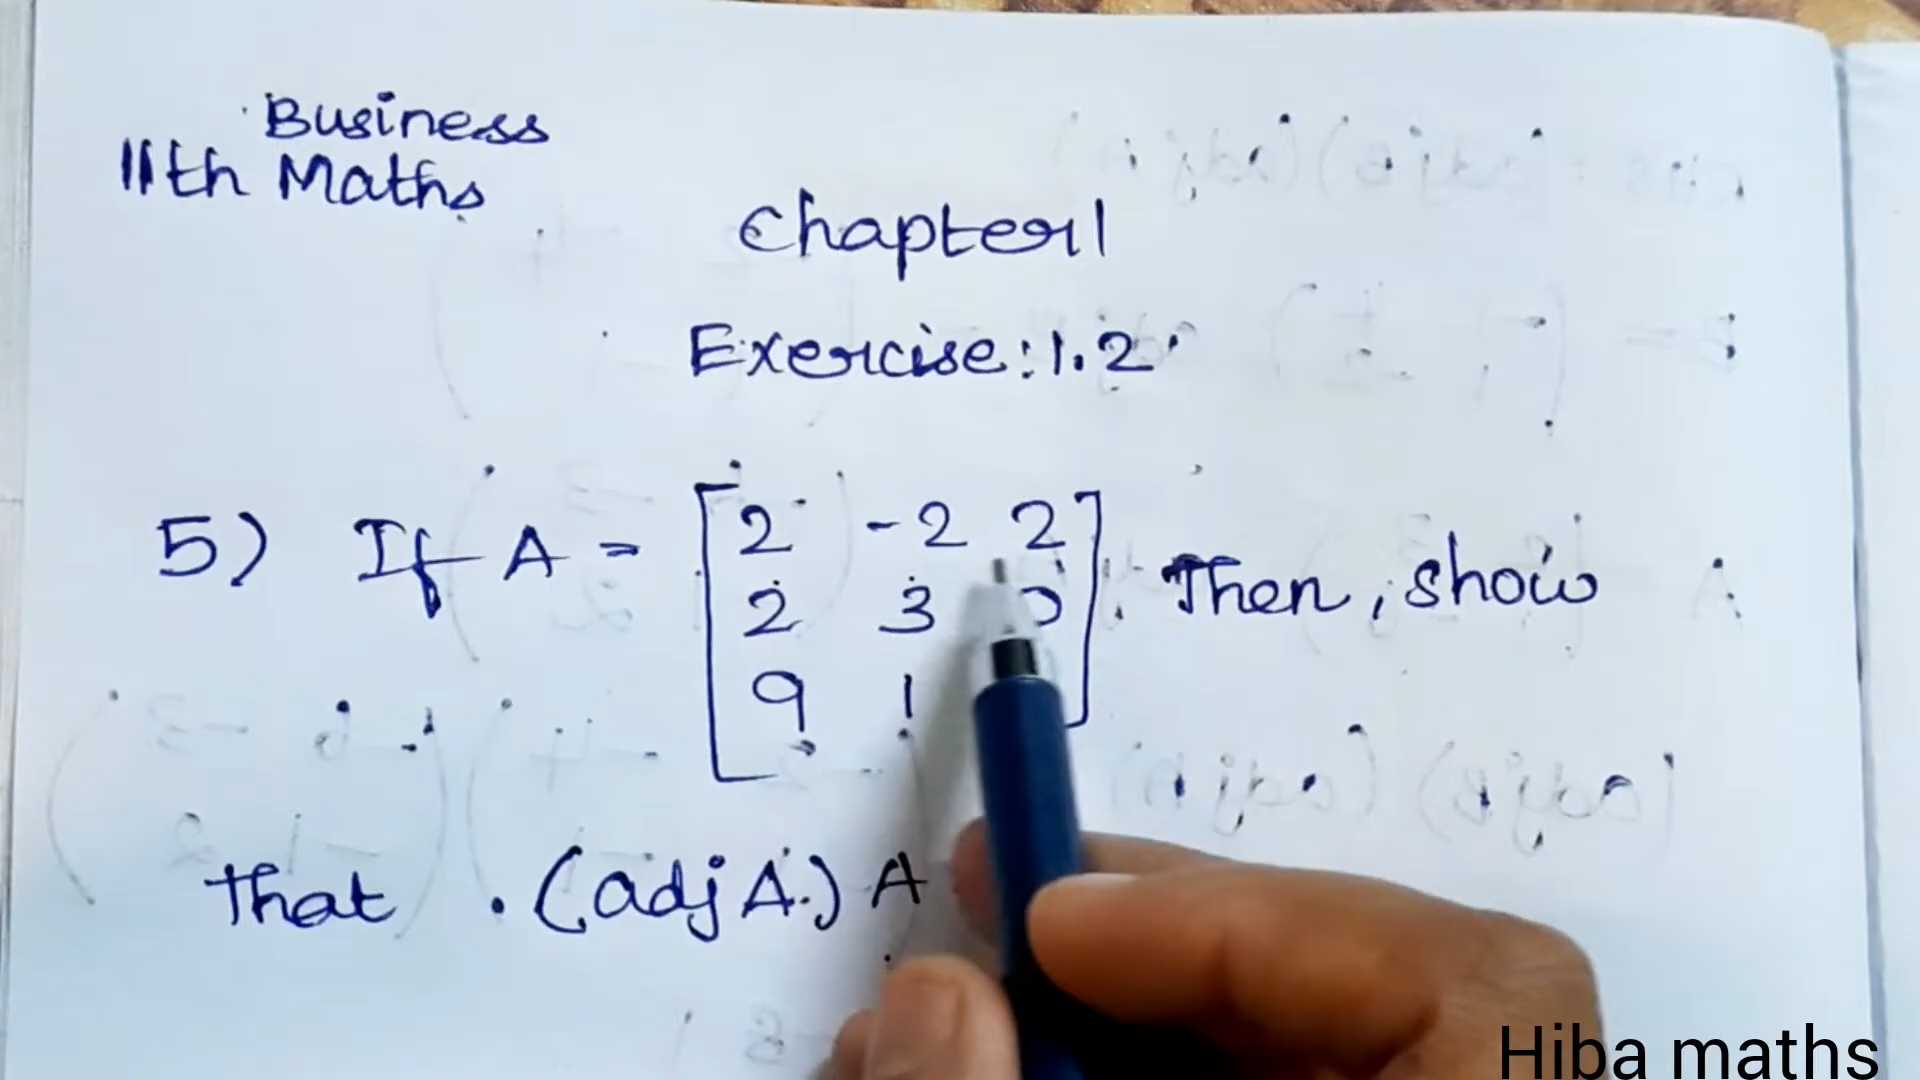 Business
11th Maths
Chapter 1
Exercise: 1.2
5) If A = [2 -2 2 Then, show
2 3 0
9 1
that (adj A) A
Hiba maths